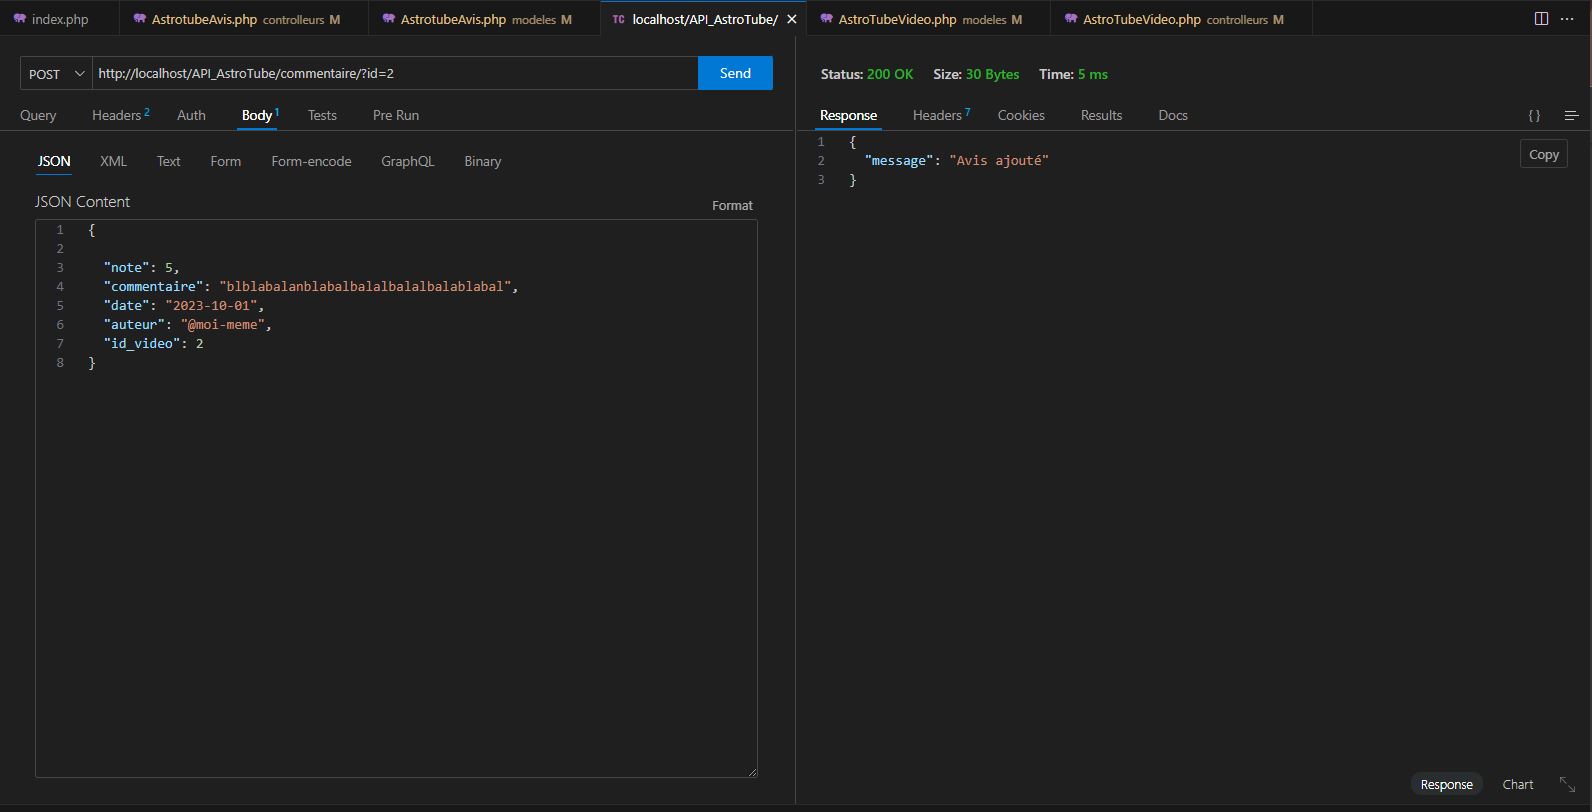 index.php
AstrotubeAvis.php controlleurs M
AstrotubeAvis.php modeles M
TC localhost/API_AstroTube/
AstroTubeVideo.php modeles M
AstroTubeVideo.php controlleurs M
POST
http://localhost/API_AstroTube/commentaire/?id=2
Send
Query Headers 2 Auth Body 1 Tests Pre Run
JSON XML Text Form Form-encode GraphQL Binary
JSON Content
Format
1 {
2
3 "note": 5,
4 "commentaire": "blblabalanblabalbalalbalalbalablabal",
5 "date": "2023-10-01",
6 "auteur": "@moi-meme",
7 "id_video": 2
8 }
Status: 200 OK Size: 30 Bytes Time: 5 ms
Response Headers 7 Cookies Results Docs { }
1 {
2 "message": "Avis ajouté"
3 }
Copy
Response Chart